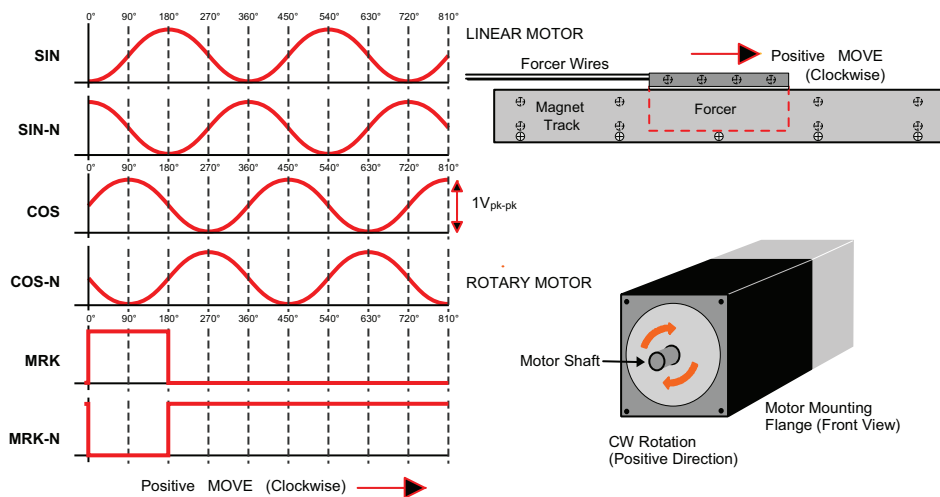 0° 90° 180° 270° 360° 450° 540° 630° 720° 810°
SIN
SIN-N
0° 90° 180° 270° 360° 450° 540° 630° 720° 810°
COS
1Vpk-pk
COS-N
0° 90° 180° 270° 360° 450° 540° 630° 720° 810°
MRK
MRK-N
Positive MOVE (Clockwise)
LINEAR MOTOR
Positive MOVE
(Clockwise)
Forcer Wires
Magnet
Track
Forcer
ROTARY MOTOR
Motor Shaft
Motor Mounting
Flange (Front View)
CW Rotation
(Positive Direction)